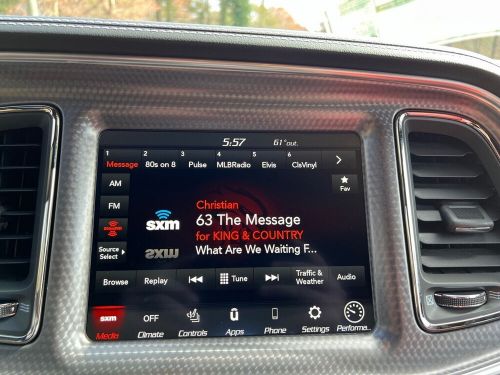 5:57 61°out.
1 2 3 4 5 6
Message 80s on 8 Pulse MLBRadio Elvis ClsVinyl
AM
FM
Source
Select
sxm
Christian
63 The Message
for KING & COUNTRY
What Are We Waiting F...
Fav
Browse Replay Tune Traffic &
Weather Audio
sxm OFF
Media Climate Controls Apps Phone Settings Performa..